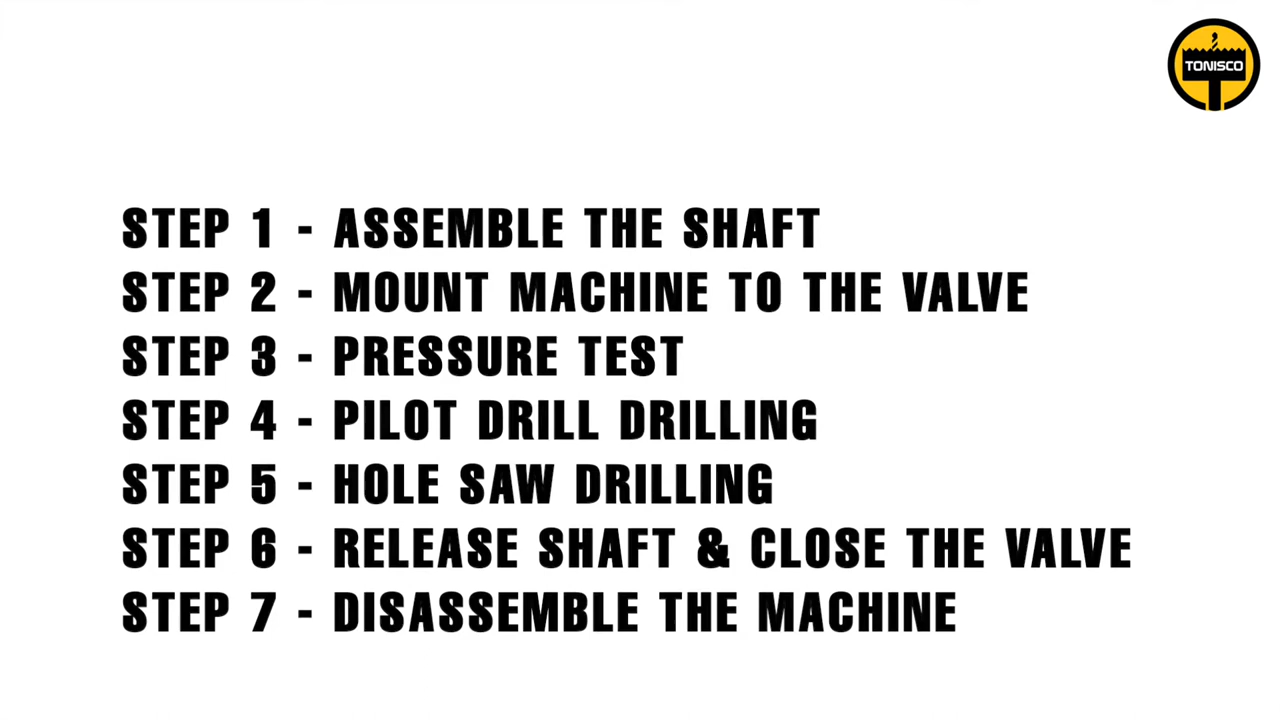 TONISCO
STEP 1 - ASSEMBLE THE SHAFT
STEP 2 - MOUNT MACHINE TO THE VALVE
STEP 3 - PRESSURE TEST
STEP 4 - PILOT DRILL DRILLING
STEP 5 - HOLE SAW DRILLING
STEP 6 - RELEASE SHAFT & CLOSE THE VALVE
STEP 7 - DISASSEMBLE THE MACHINE